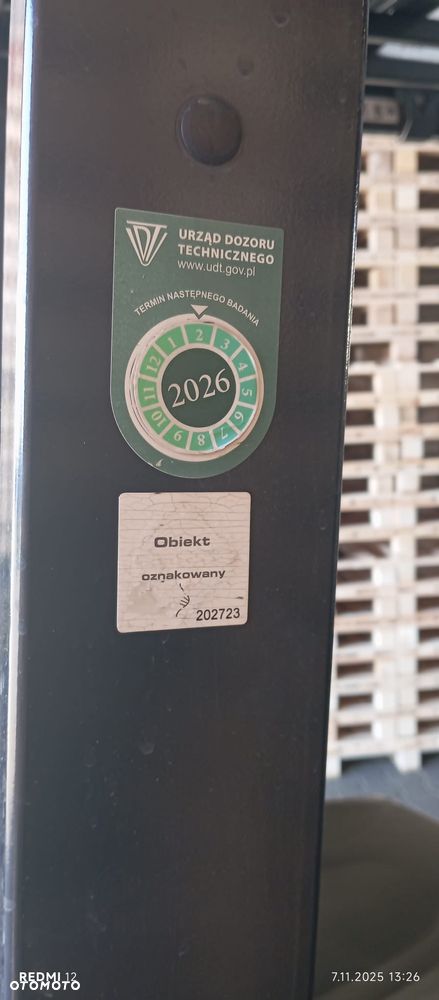 UDT
URZĄD DOZORU
TECHNICZNEGO
www.udt.gov.pl
TERMIN NASTĘPNEGO BADANIA
1 2 3 4 5 6 7 8 9 10 11 12
2026
Obiekt
oznakowany
202723
REDMI 12
OTOMOTO
7.11.2025 13:26